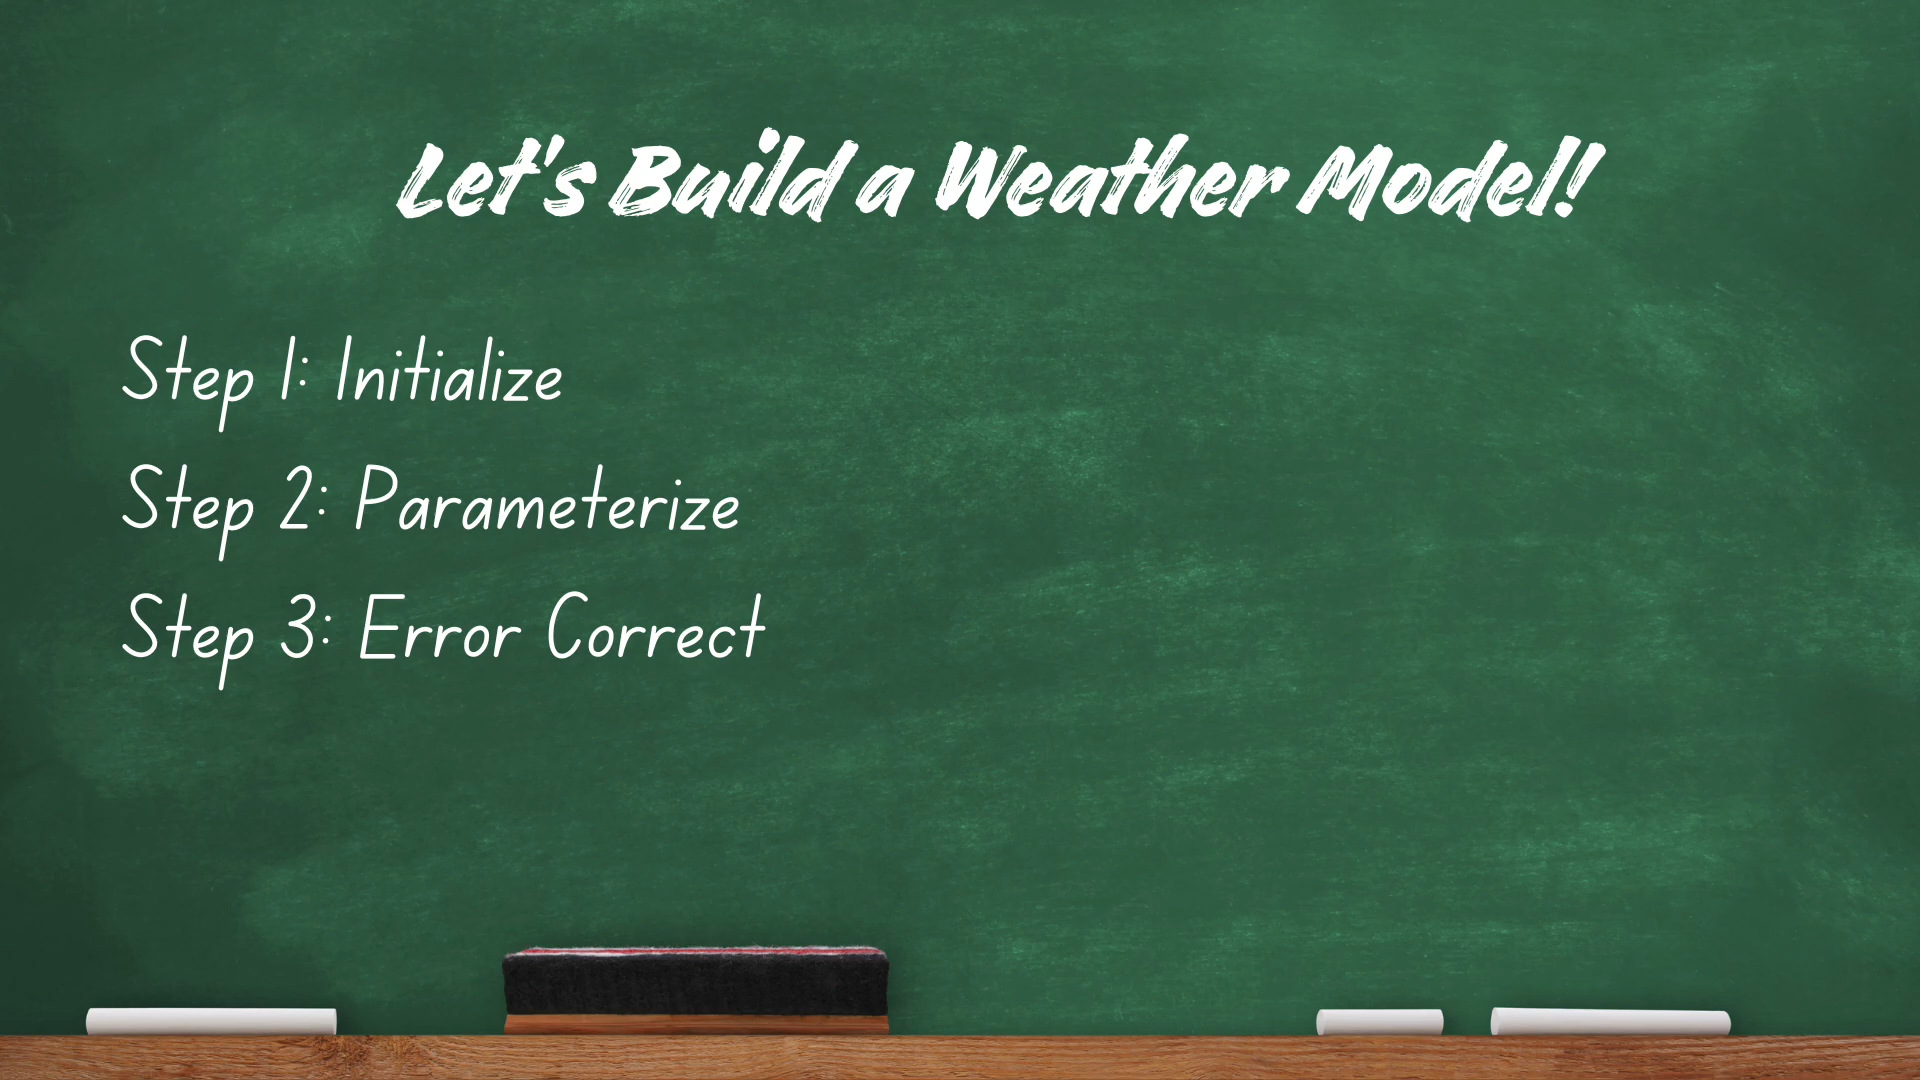 Let's Build a Weather Model!
Step 1: Initialize
Step 2: Parameterize
Step 3: Error Correct